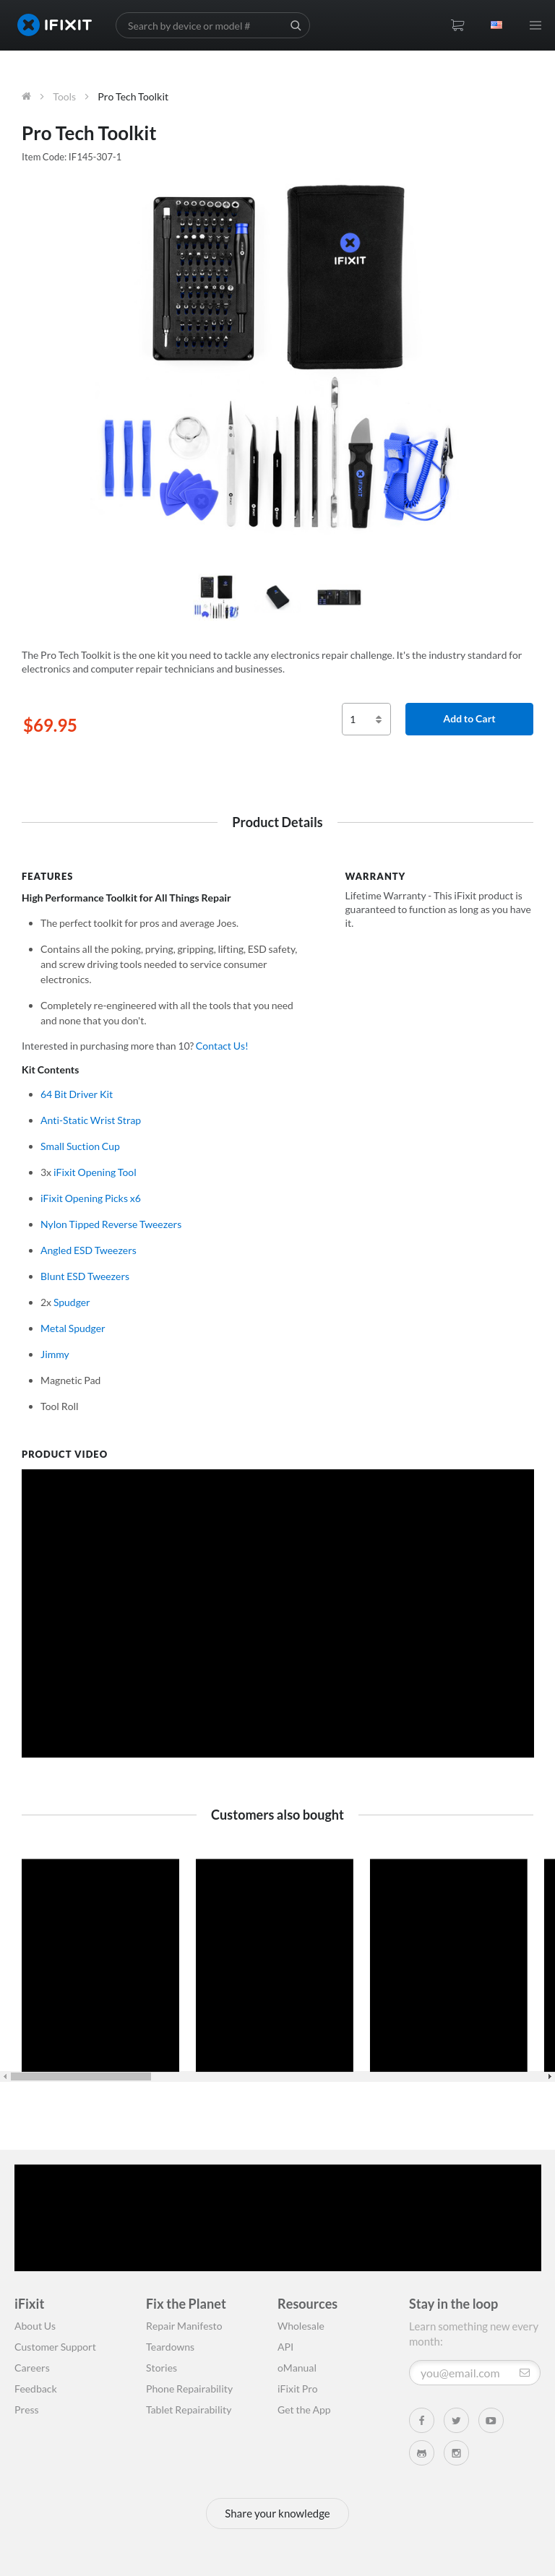 IFIXIT
Search by device or model #
Tools
Pro Tech Toolkit
Pro Tech Toolkit
Item Code: IF145-307-1
IFIXIT
IFIXIT
The Pro Tech Toolkit is the one kit you need to tackle any electronics repair challenge. It's the industry standard for
electronics and computer repair technicians and businesses.
$69.95
1
Add to Cart
Product Details
FEATURES
High Performance Toolkit for All Things Repair
The perfect toolkit for pros and average Joes.
Contains all the poking, prying, gripping, lifting, ESD safety,
and screw driving tools needed to service consumer
electronics.
Completely re-engineered with all the tools that you need
and none that you don't.
Interested in purchasing more than 10? Contact Us!
Kit Contents
64 Bit Driver Kit
Anti-Static Wrist Strap
Small Suction Cup
3x iFixit Opening Tool
iFixit Opening Picks x6
Nylon Tipped Reverse Tweezers
Angled ESD Tweezers
Blunt ESD Tweezers
2x Spudger
Metal Spudger
Jimmy
Magnetic Pad
Tool Roll
WARRANTY
Lifetime Warranty - This iFixit product is
guaranteed to function as long as you have
it.
PRODUCT VIDEO
Customers also bought
iFixit
About Us
Customer Support
Careers
Feedback
Press
Fix the Planet
Repair Manifesto
Teardowns
Stories
Phone Repairability
Tablet Repairability
Resources
Wholesale
API
oManual
iFixit Pro
Get the App
Stay in the loop
Learn something new every
month:
you@email.com
Share your knowledge